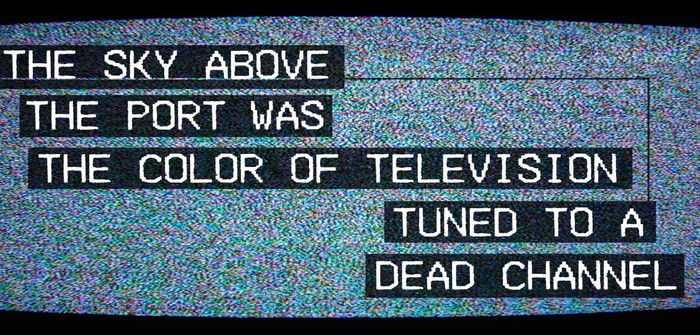 THE SKY ABOVE
THE PORT WAS
THE COLOR OF TELEVISION
TUNED TO A
DEAD CHANNEL